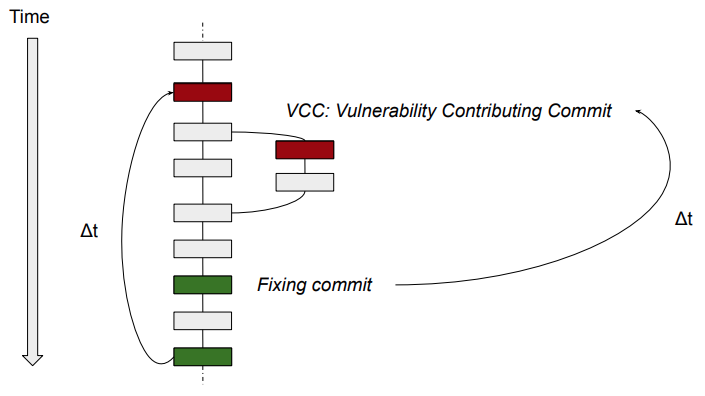 Time
VCC: Vulnerability Contributing Commit
Δt
Δt
Fixing commit